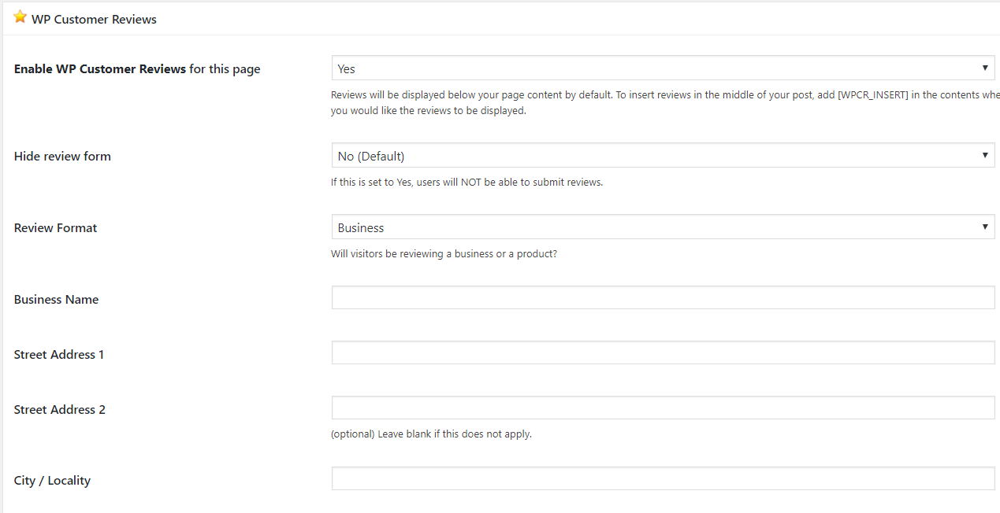 WP Customer Reviews
Enable WP Customer Reviews for this page
Yes
Reviews will be displayed below your page content by default. To insert reviews in the middle of your post, add [WPCR_INSERT] in the contents whe
you would like the reviews to be displayed.
Hide review form
No (Default)
If this is set to Yes, users will NOT be able to submit reviews.
Review Format
Business
Will visitors be reviewing a business or a product?
Business Name
Street Address 1
Street Address 2
(optional) Leave blank if this does not apply.
City / Locality